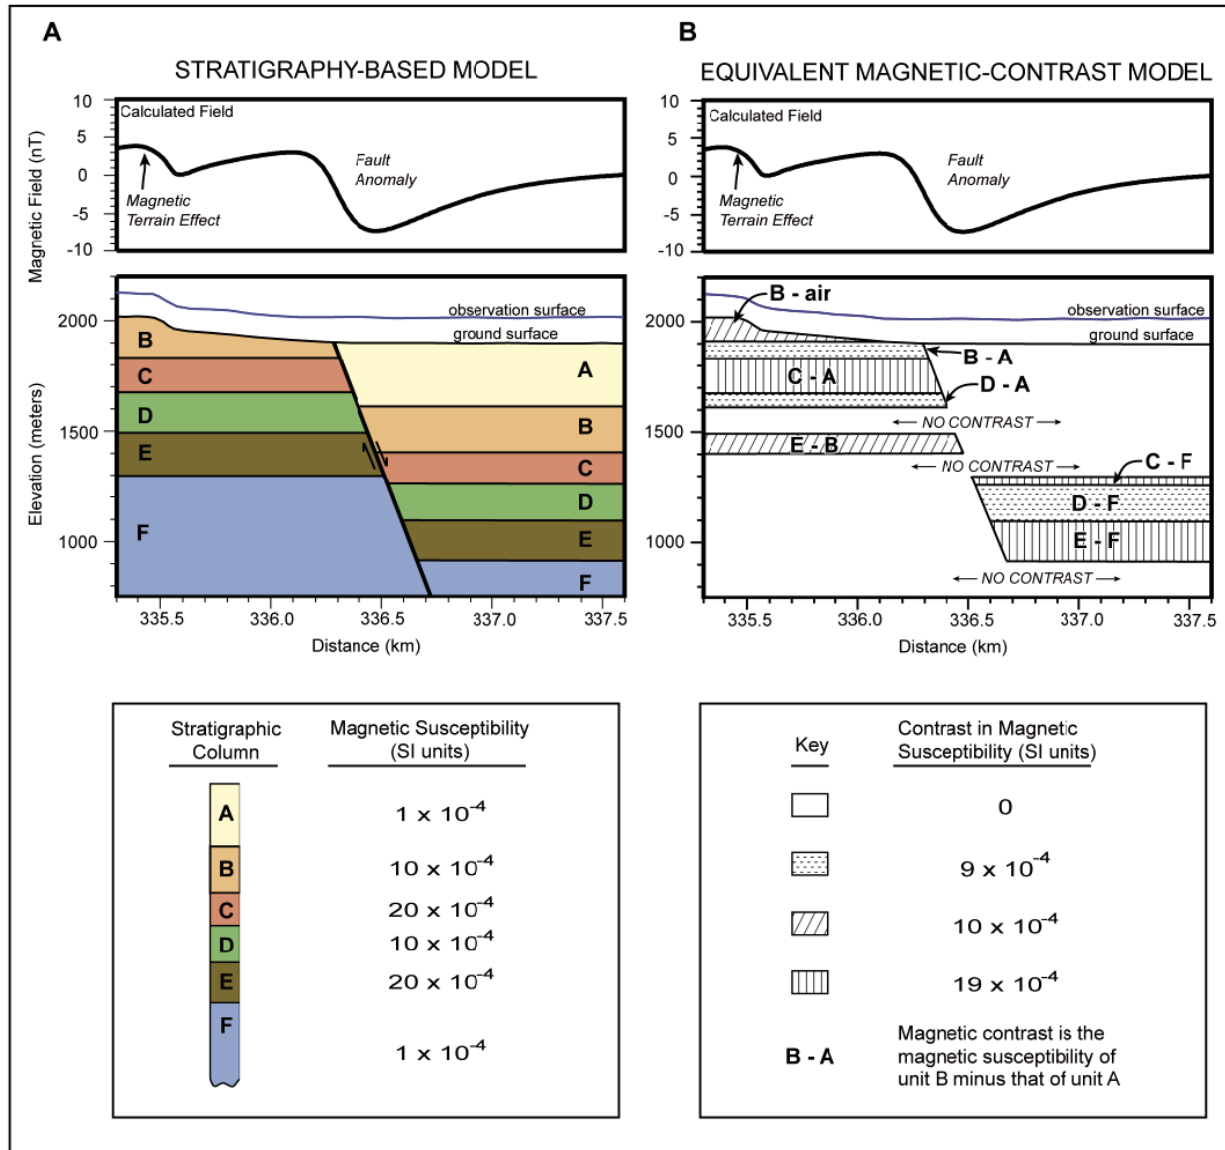 A
STRATIGRAPHY-BASED MODEL
Magnetic Field (nT)
10
5
0
-5
-10
Calculated Field
Magnetic
Terrain Effect
Fault
Anomaly
Elevation (meters)
2000
1500
1000
observation surface
ground surface
B
C
D
E
F
A
B
C
D
E
F
335.5
336.0
336.5
337.0
337.5
Distance (km)
B
EQUIVALENT MAGNETIC-CONTRAST MODEL
10
5
0
-5
-10
Calculated Field
Magnetic
Terrain Effect
Fault
Anomaly
2000
1500
1000
B - air
observation surface
ground surface
B - A
C - A
D - A
NO CONTRAST
E - B
NO CONTRAST
C - F
D - F
E - F
NO CONTRAST
335.5
336.0
336.5
337.0
337.5
Distance (km)
Stratigraphic
Column
Magnetic Susceptibility
(SI units)
A
1 x 10⁻⁴
B
10 x 10⁻⁴
C
20 x 10⁻⁴
D
10 x 10⁻⁴
E
20 x 10⁻⁴
F
1 x 10⁻⁴
Key
Contrast in Magnetic
Susceptibility (SI units)
0
9 x 10⁻⁴
10 x 10⁻⁴
19 x 10⁻⁴
B - A
Magnetic contrast is the
magnetic susceptibility of
unit B minus that of unit A